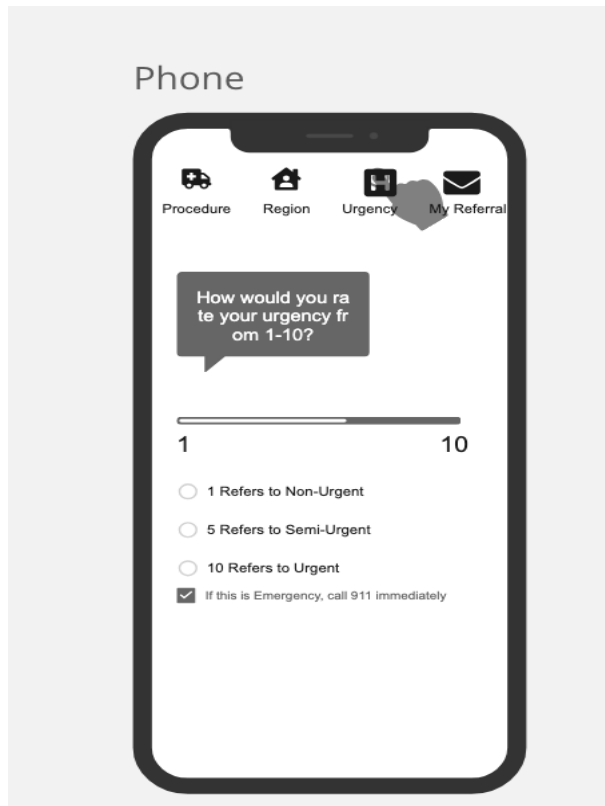 Phone
Procedure Region Urgency My Referral
How would you ra
te your urgency fr
om 1-10?
1 10
1 Refers to Non-Urgent
5 Refers to Semi-Urgent
10 Refers to Urgent
If this is Emergency, call 911 immediately